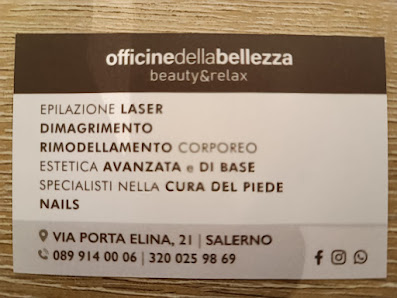 officinedellabellezza
beauty&relax
EPILAZIONE LASER
DIMAGRIMENTO
RIMODELLAMENTO CORPOREO
ESTETICA AVANZATA e DI BASE
SPECIALISTI NELLA CURA DEL PIEDE
NAILS
VIA PORTA ELINA, 21 | SALERNO
089 914 00 06 | 320 025 98 69